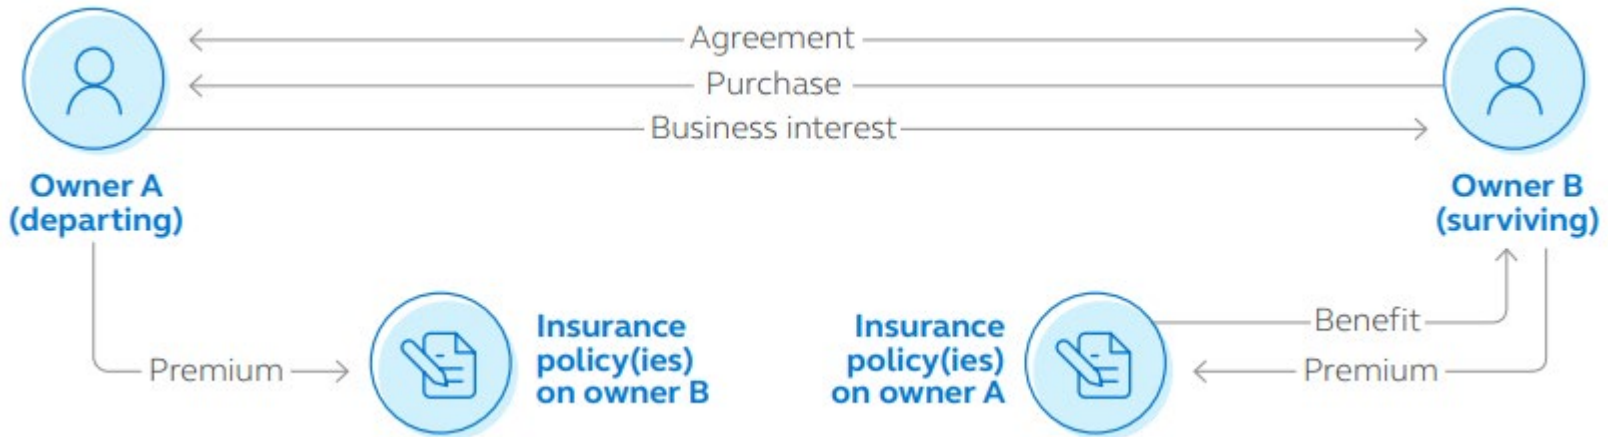 Agreement
Purchase
Business interest
Owner A
(departing)
Owner B
(surviving)
Premium
Insurance
policy(ies)
on owner B
Insurance
policy(ies)
on owner A
Benefit
Premium